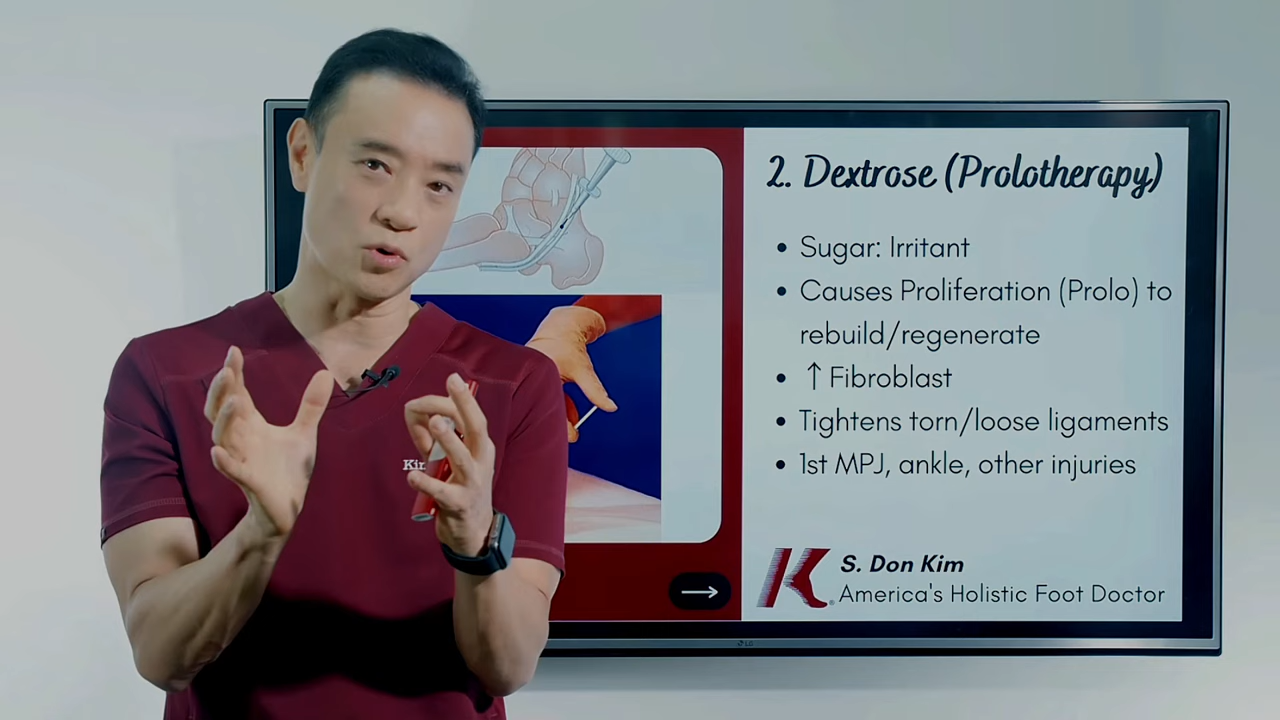 2. Dextrose (Prolotherapy)
• Sugar: Irritant
• Causes Proliferation (Prolo) to
rebuild/regenerate
• ↑ Fibroblast
• Tightens torn/loose ligaments
• 1st MPJ, ankle, other injuries
K®
S. Don Kim
America's Holistic Foot Doctor
LG